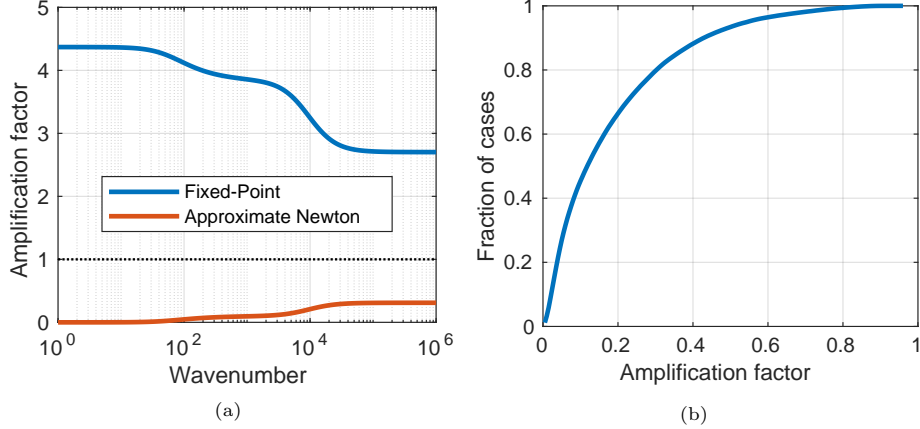 5
4
3
2
1
0
Amplification factor
Fixed-Point
Approximate Newton
10^0
10^2
10^4
10^6
Wavenumber
(a)
1
0.8
0.6
0.4
0.2
0
Fraction of cases
0
0.2
0.4
0.6
0.8
1
Amplification factor
(b)